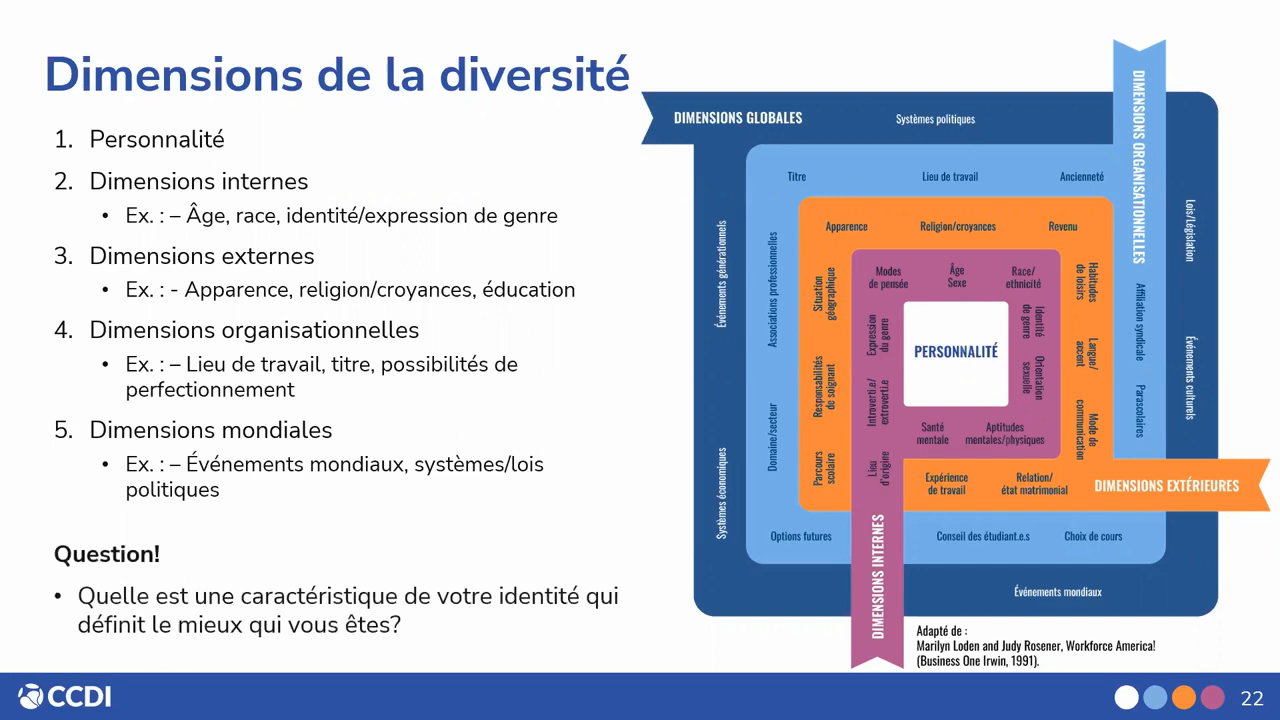 Dimensions de la diversité
1. Personnalité
2. Dimensions internes
• Ex. : – Âge, race, identité/expression de genre
3. Dimensions externes
• Ex. : - Apparence, religion/croyances, éducation
4. Dimensions organisationnelles
• Ex. : – Lieu de travail, titre, possibilités de
perfectionnement
5. Dimensions mondiales
• Ex. : – Événements mondiaux, systèmes/lois
politiques
Question!
• Quelle est une caractéristique de votre identité qui
définit le mieux qui vous êtes?
DIMENSIONS GLOBALES
Systèmes politiques
Événements générationnels
Systèmes économiques
Lois/Législation
Événements culturels
Événements mondiaux
DIMENSIONS ORGANISATIONNELLES
Titre
Lieu de travail
Ancienneté
Associations professionnelles
Domaine/secteur
Affiliation syndicale
Parascolaires
Options futures
Conseil des étudiant.e.s
Choix de cours
Apparence
Religion/croyances
Revenu
Situation
géographique
Responsabilités
de soignant
Parcours
scolaire
Habitudes
de loisirs
Langue/
accent
Mode de
communication
Expérience
de travail
Relation/
état matrimonial
DIMENSIONS EXTÉRIEURES
Modes
de pensée
Âge
Sexe
Race/
ethnicité
Expression
du genre
Introverti.e/
extroverti.e
Lieu
d'origine
Identité
de genre
Orientation
sexuelle
Santé
mentale
Aptitudes
mentales/physiques
DIMENSIONS INTERNES
PERSONNALITÉ
Adapté de :
Marilyn Loden and Judy Rosener, Workforce America!
(Business One Irwin, 1991).
CCDI
22